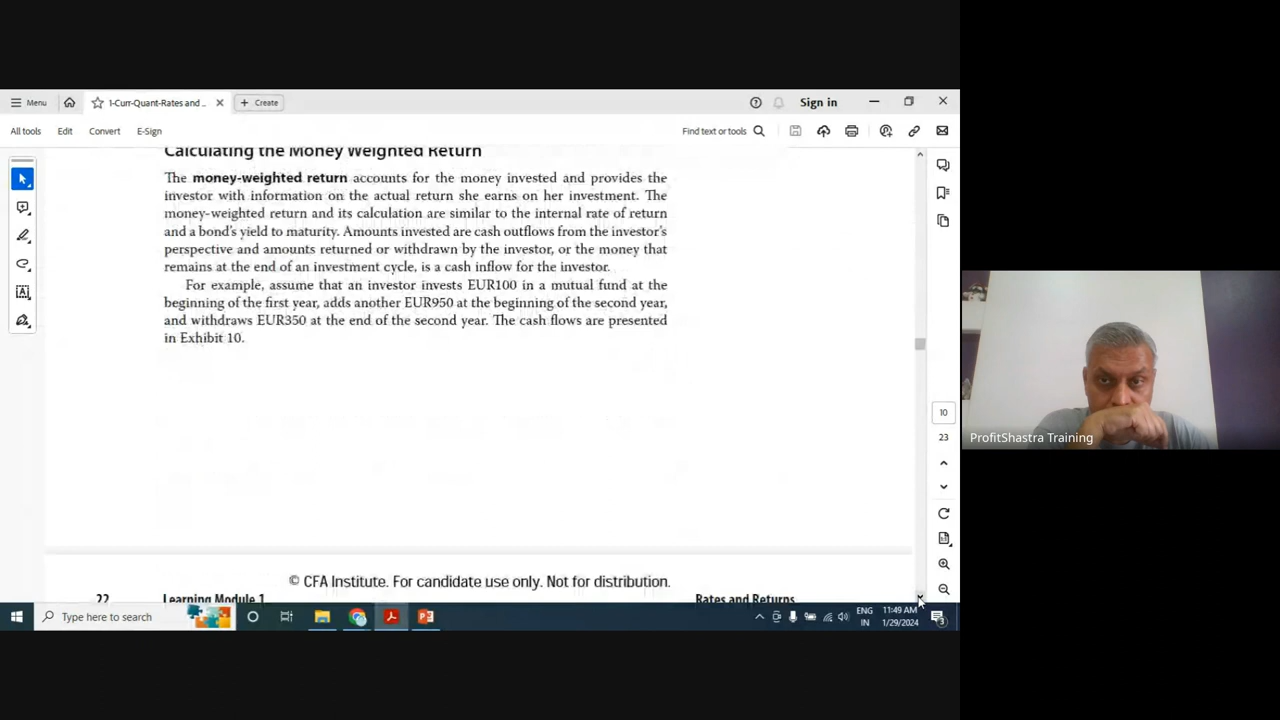 Menu
1-Curr-Quant-Rates and ...
Create
Sign in
All tools
Edit
Convert
E-Sign
Find text or tools
Calculating the Money Weighted Return
The money-weighted return accounts for the money invested and provides the
investor with information on the actual return she earns on her investment. The
money-weighted return and its calculation are similar to the internal rate of return
and a bond's yield to maturity. Amounts invested are cash outflows from the investor's
perspective and amounts returned or withdrawn by the investor, or the money that
remains at the end of an investment cycle, is a cash inflow for the investor.
For example, assume that an investor invests EUR100 in a mutual fund at the
beginning of the first year, adds another EUR950 at the beginning of the second year,
and withdraws EUR350 at the end of the second year. The cash flows are presented
in Exhibit 10.
10
23
© CFA Institute. For candidate use only. Not for distribution.
22
Learning Module 1
Rates and Returns
Type here to search
ENG
IN
11:49 AM
1/29/2024
3
ProfitShastra Training